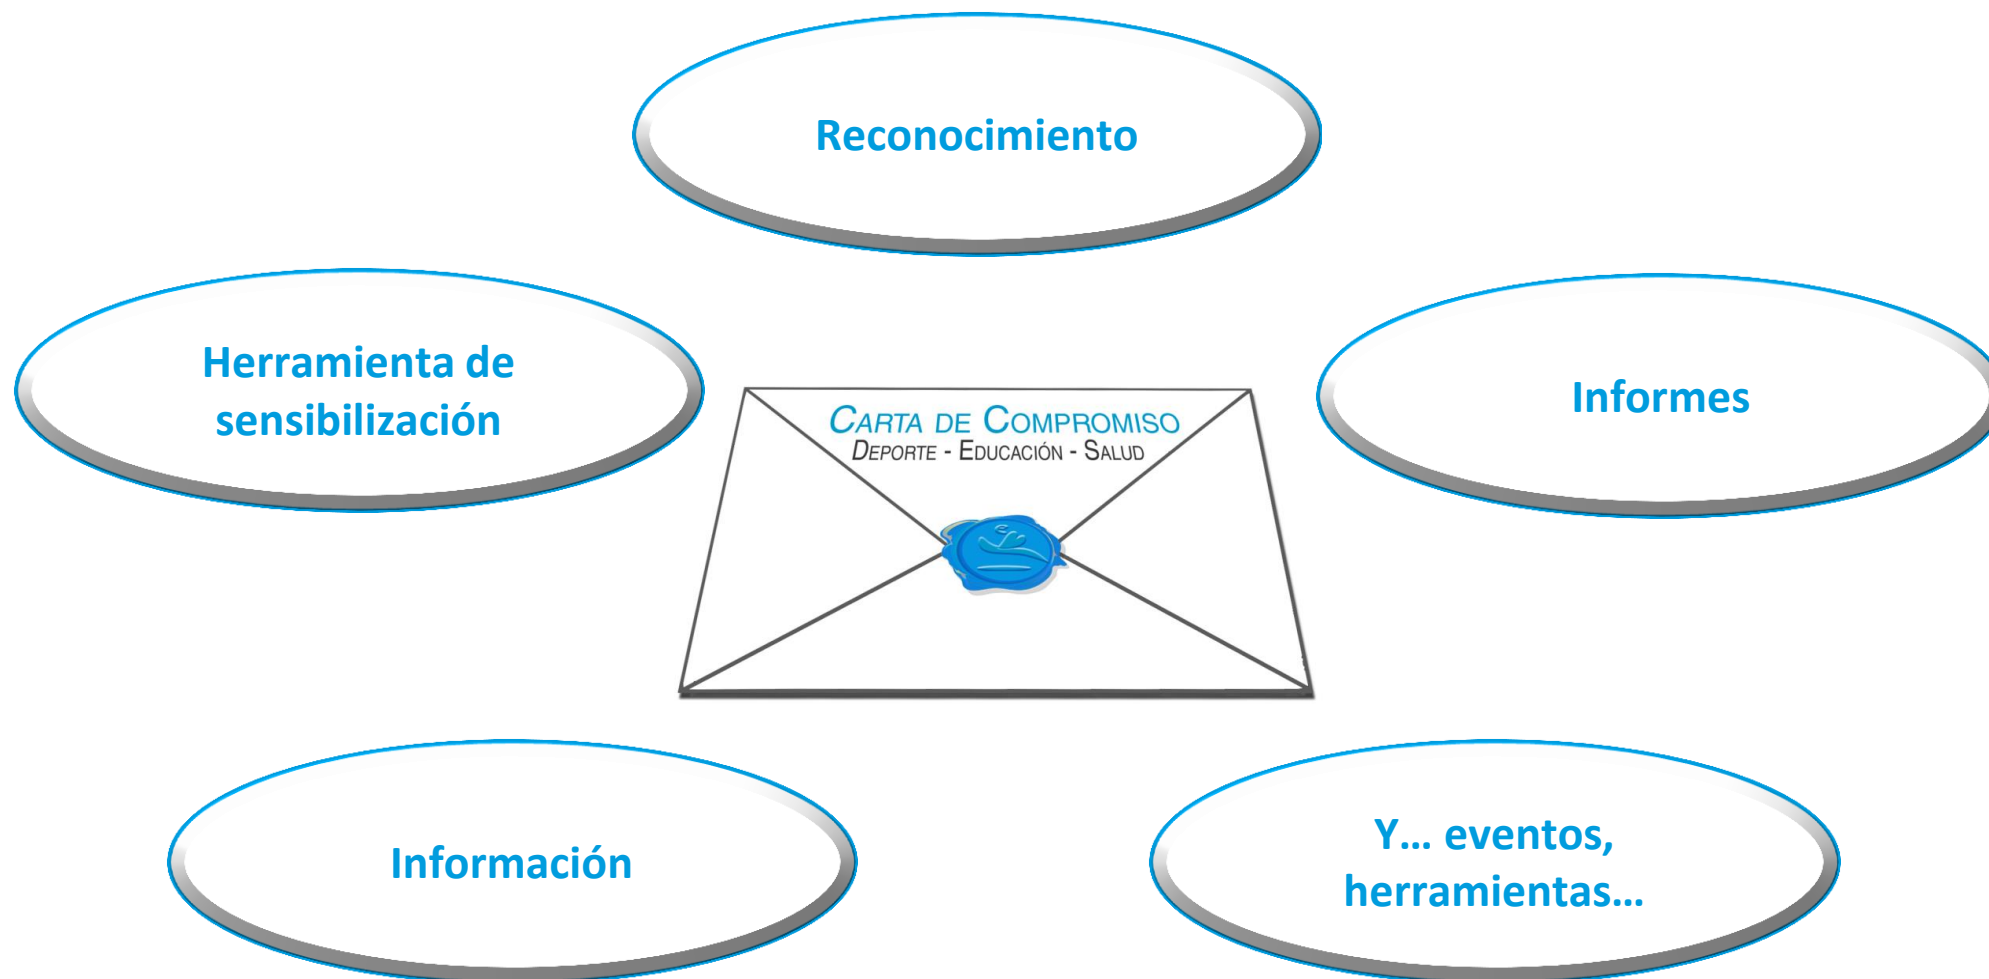 Reconocimiento
Herramienta de
sensibilización
Informes
CARTA DE COMPROMISO
DEPORTE - EDUCACIÓN - SALUD
Información
Y... eventos,
herramientas...